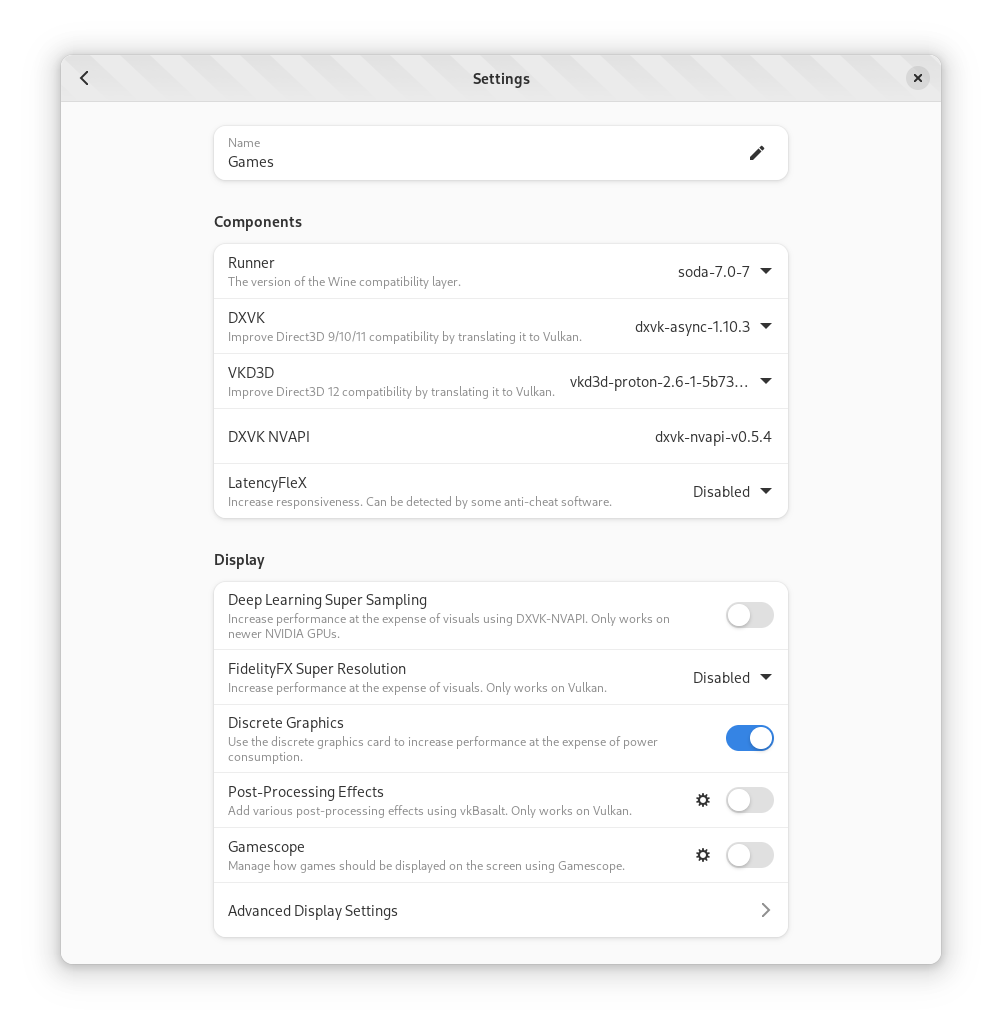 Settings
Name
Games
Components
Runner
The version of the Wine compatibility layer.
soda-7.0-7
DXVK
Improve Direct3D 9/10/11 compatibility by translating it to Vulkan.
dxvk-async-1.10.3
VKD3D
Improve Direct3D 12 compatibility by translating it to Vulkan.
vkd3d-proton-2.6-1-5b73…
DXVK NVAPI
dxvk-nvapi-v0.5.4
LatencyFleX
Increase responsiveness. Can be detected by some anti-cheat software.
Disabled
Display
Deep Learning Super Sampling
Increase performance at the expense of visuals using DXVK-NVAPI. Only works on
newer NVIDIA GPUs.
FidelityFX Super Resolution
Increase performance at the expense of visuals. Only works on Vulkan.
Disabled
Discrete Graphics
Use the discrete graphics card to increase performance at the expense of power
consumption.
Post-Processing Effects
Add various post-processing effects using vkBasalt. Only works on Vulkan.
Gamescope
Manage how games should be displayed on the screen using Gamescope.
Advanced Display Settings